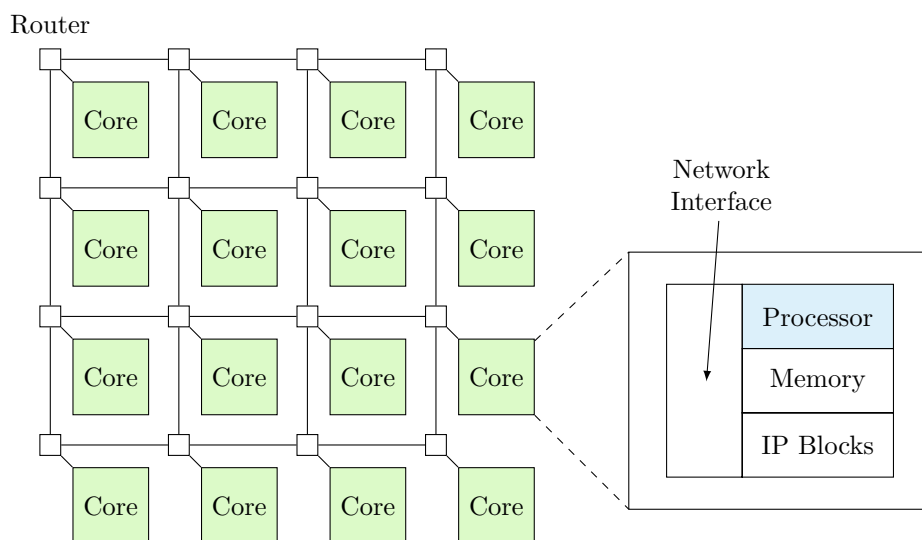 Router
Core Core Core Core
Core Core Core Core
Core Core Core Core
Core Core Core Core
Network
Interface
Processor
Memory
IP Blocks